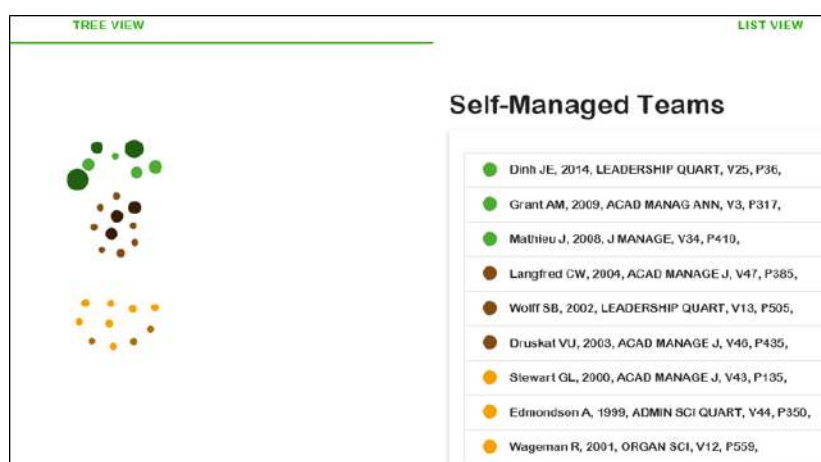 TREE VIEW
LIST VIEW
Self-Managed Teams
Dinh JE, 2014, LEADERSHIP QUART, V25, P36,
Grant AM, 2009, ACAD MANAG ANN, V3, P317,
Mathieu J, 2008, J MANAGE, V34, P410,
Langfred CW, 2004, ACAD MANAGE J, V47, P385,
Wolff SB, 2002, LEADERSHIP QUART, V13, P505,
Druskat VU, 2003, ACAD MANAGE J, V46, P435,
Stewart GL, 2000, ACAD MANAGE J, V43, P135,
Edmondson A, 1999, ADMIN SCI QUART, V44, P350,
Wageman R, 2001, ORGAN SCI, V12, P559,